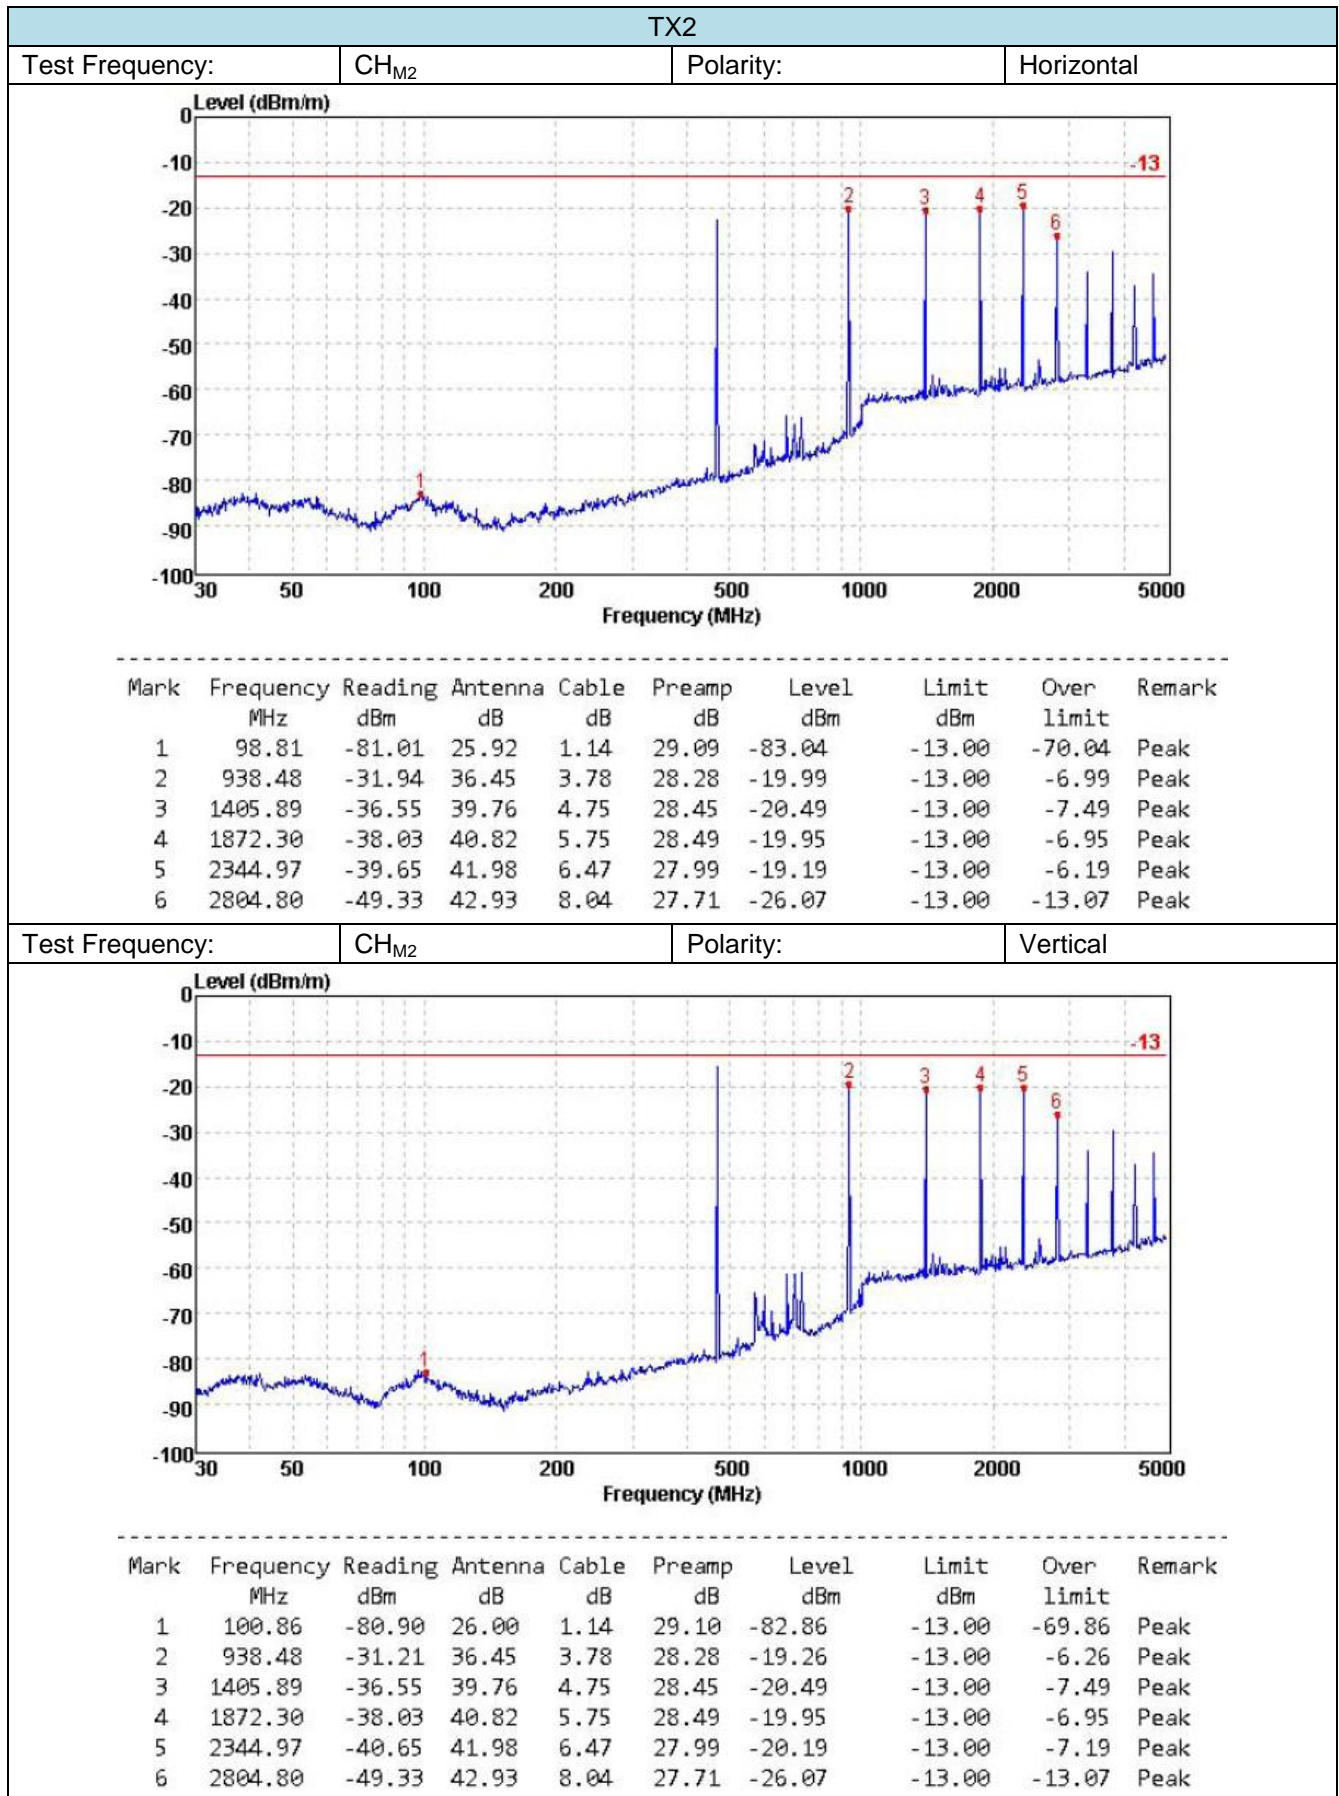 TX2
Test Frequency: CHM2 Polarity: Horizontal
Level (dBm/m)
0
-10
-13
-20
2 3 4 5
6
-30
-40
-50
-60
-70
-80
1
-90
-100
30 50 100 200 500 1000 2000 5000
Frequency (MHz)
Mark Frequency Reading Antenna Cable Preamp Level Limit Over Remark
MHz dBm dB dB dB dBm dBm limit
1 98.81 -81.01 25.92 1.14 29.09 -83.04 -13.00 -70.04 Peak
2 938.48 -31.94 36.45 3.78 28.28 -19.99 -13.00 -6.99 Peak
3 1405.89 -36.55 39.76 4.75 28.45 -20.49 -13.00 -7.49 Peak
4 1872.30 -38.03 40.82 5.75 28.49 -19.95 -13.00 -6.95 Peak
5 2344.97 -39.65 41.98 6.47 27.99 -19.19 -13.00 -6.19 Peak
6 2804.80 -49.33 42.93 8.04 27.71 -26.07 -13.00 -13.07 Peak
Test Frequency: CHM2 Polarity: Vertical
Level (dBm/m)
0
-10
-13
-20
2 3 4 5
6
-30
-40
-50
-60
-70
-80
1
-90
-100
30 50 100 200 500 1000 2000 5000
Frequency (MHz)
Mark Frequency Reading Antenna Cable Preamp Level Limit Over Remark
MHz dBm dB dB dB dBm dBm limit
1 100.86 -80.90 26.00 1.14 29.10 -82.86 -13.00 -69.86 Peak
2 938.48 -31.21 36.45 3.78 28.28 -19.26 -13.00 -6.26 Peak
3 1405.89 -36.55 39.76 4.75 28.45 -20.49 -13.00 -7.49 Peak
4 1872.30 -38.03 40.82 5.75 28.49 -19.95 -13.00 -6.95 Peak
5 2344.97 -40.65 41.98 6.47 27.99 -20.19 -13.00 -7.19 Peak
6 2804.80 -49.33 42.93 8.04 27.71 -26.07 -13.00 -13.07 Peak